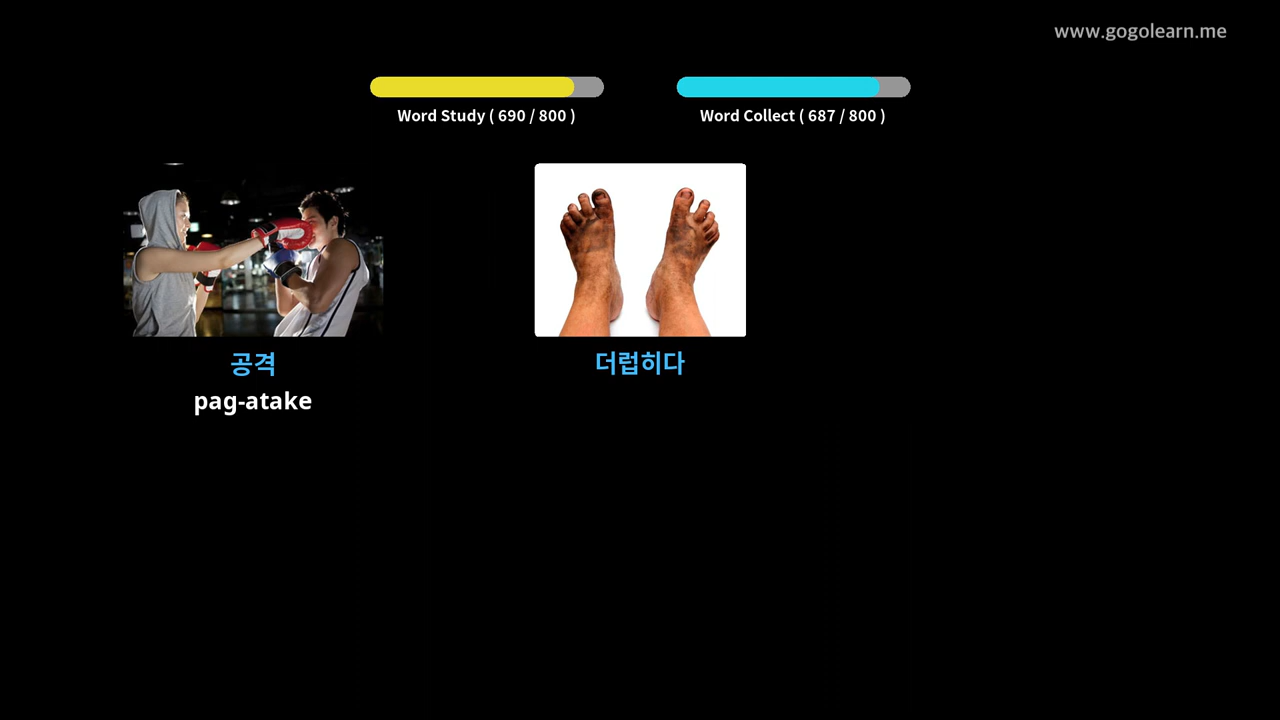 www.gogolearn.me
Word Study ( 690 / 800 )
Word Collect ( 687 / 800 )
공격
pag-atake
더럽히다